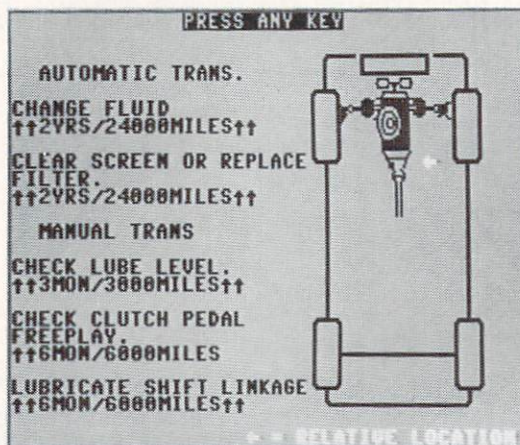 PRESS ANY KEY
AUTOMATIC TRANS.
CHANGE FLUID
↑↑2YRS/24000MILES↑↑
CLEAR SCREEN OR REPLACE
FILTER.
↑↑2YRS/24000MILES↑↑
MANUAL TRANS
CHECK LUBE LEVEL.
↑↑3MON/3000MILES↑↑
CHECK CLUTCH PEDAL
FREEPLAY.
↑↑6MON/6000MILES
LUBRICATE SHIFT LINKAGE
↑↑6MON/6000MILES↑↑
← = RELATIVE LOCATION